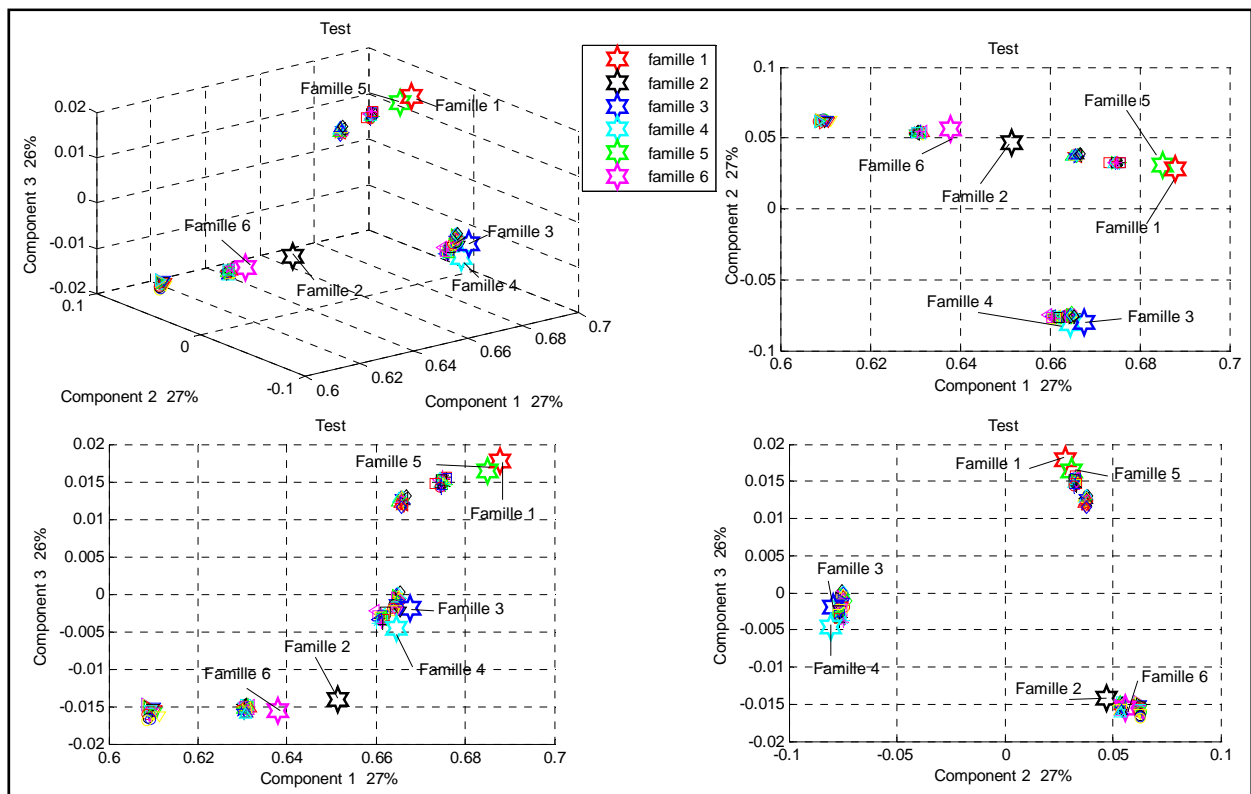 Test
0.02
0.01
0
-0.01
-0.02
Component 3 26%
0.1
0
-0.1
Component 2 27%
0.6
0.62
0.64
0.66
0.68
0.7
Component 1 27%
Famille 5
Famille 1
Famille 6
Famille 2
Famille 3
Famille 4
famille 1
famille 2
famille 3
famille 4
famille 5
famille 6
Test
0.1
0.05
0
-0.05
-0.1
Component 2 27%
0.6
0.62
0.64
0.66
0.68
0.7
Component 1 27%
Famille 5
Famille 6
Famille 2
Famille 1
Famille 4
Famille 3
Test
0.02
0.015
0.01
0.005
0
-0.005
-0.01
-0.015
-0.02
Component 3 26%
0.6
0.62
0.64
0.66
0.68
0.7
Component 1 27%
Famille 5
Famille 1
Famille 3
Famille 2
Famille 4
Famille 6
Test
0.02
0.015
0.01
0.005
0
-0.005
-0.01
-0.015
-0.02
Component 3 26%
-0.1
-0.05
0
0.05
0.1
Component 2 27%
Famille 1
Famille 5
Famille 3
Famille 4
Famille 2
Famille 6